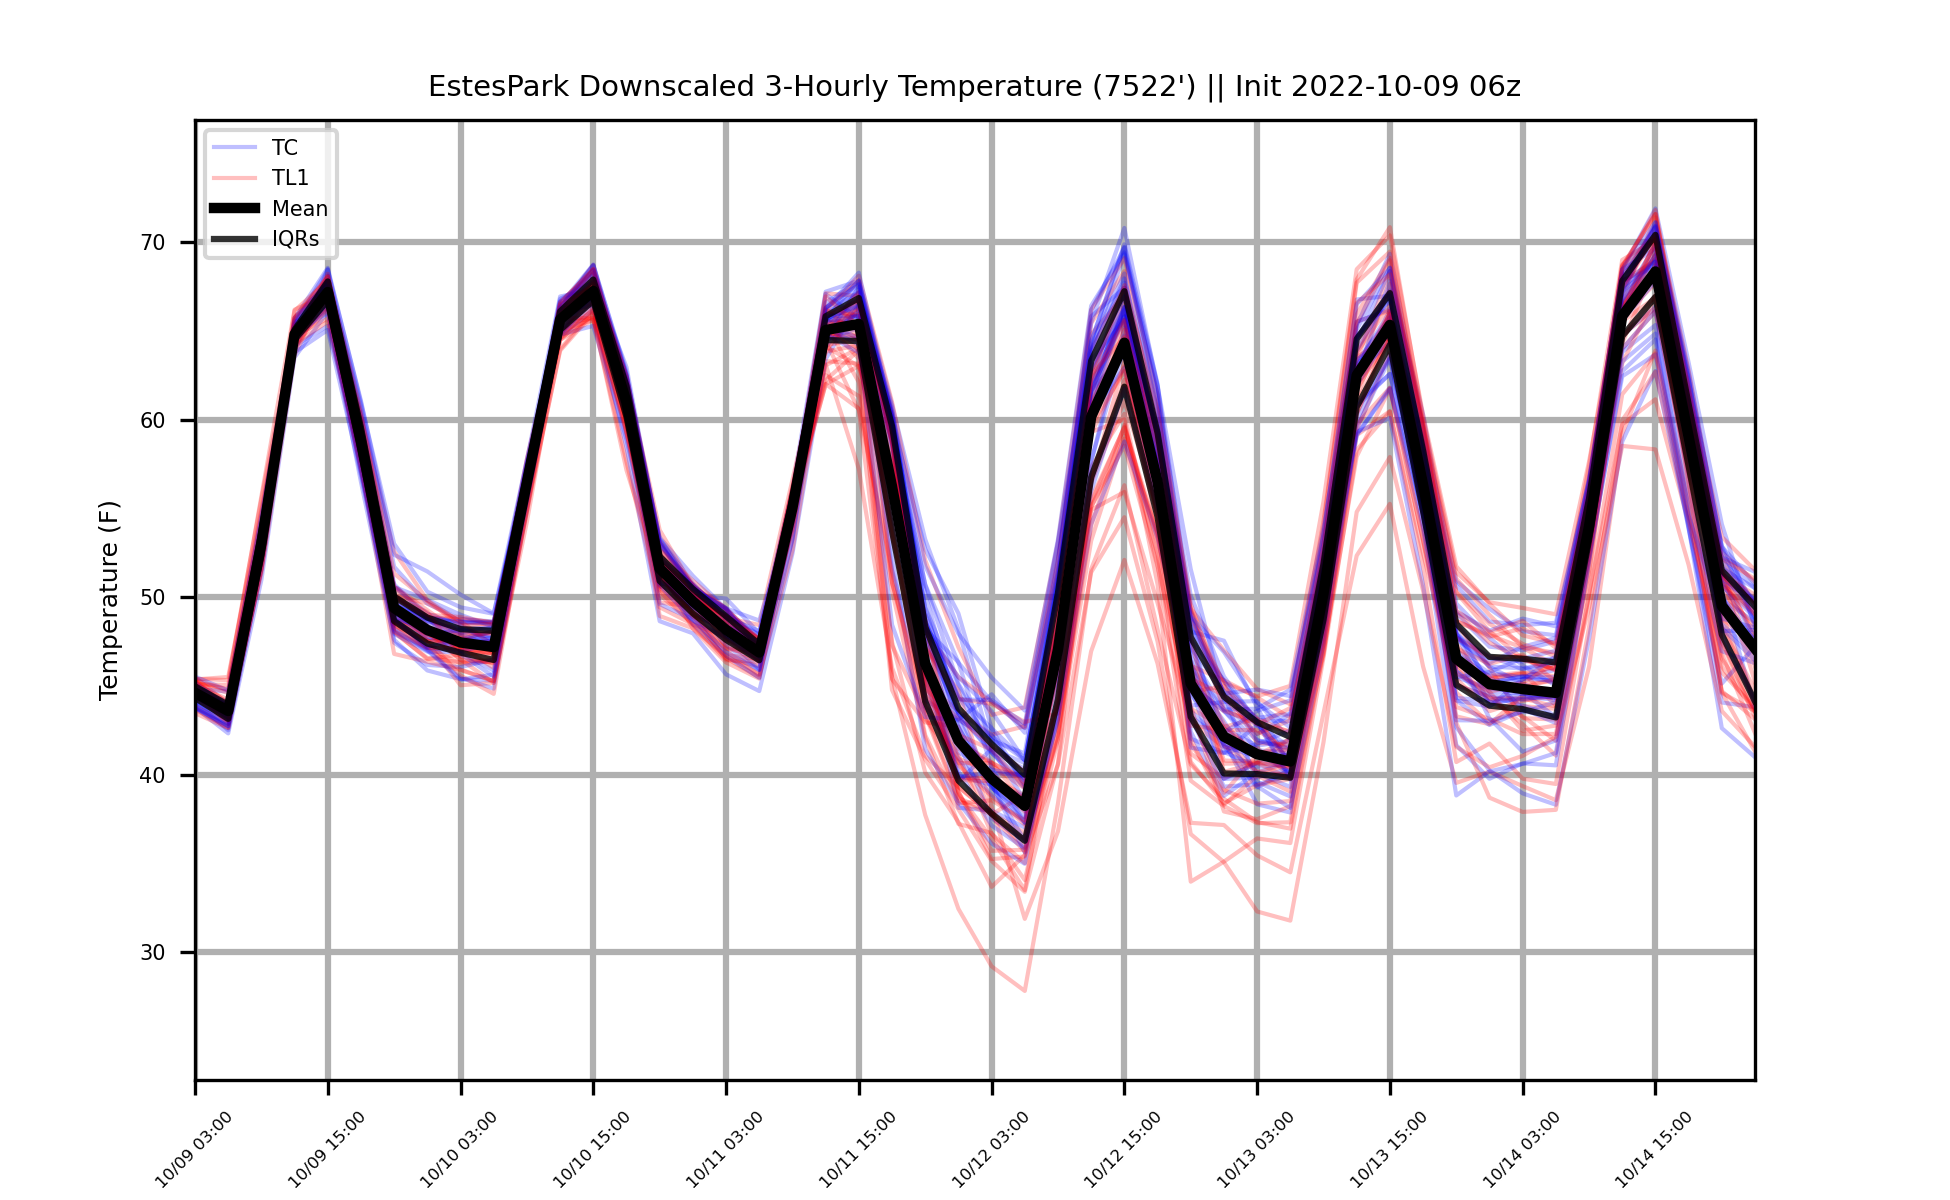 EstesPark Downscaled 3-Hourly Temperature (7522') || Init 2022-10-09 06z
TC
TL1
Mean
IQRs
Temperature (F)
70
60
50
40
30
10/09 03:00
10/09 15:00
10/10 03:00
10/10 15:00
10/11 03:00
10/11 15:00
10/12 03:00
10/12 15:00
10/13 03:00
10/13 15:00
10/14 03:00
10/14 15:00